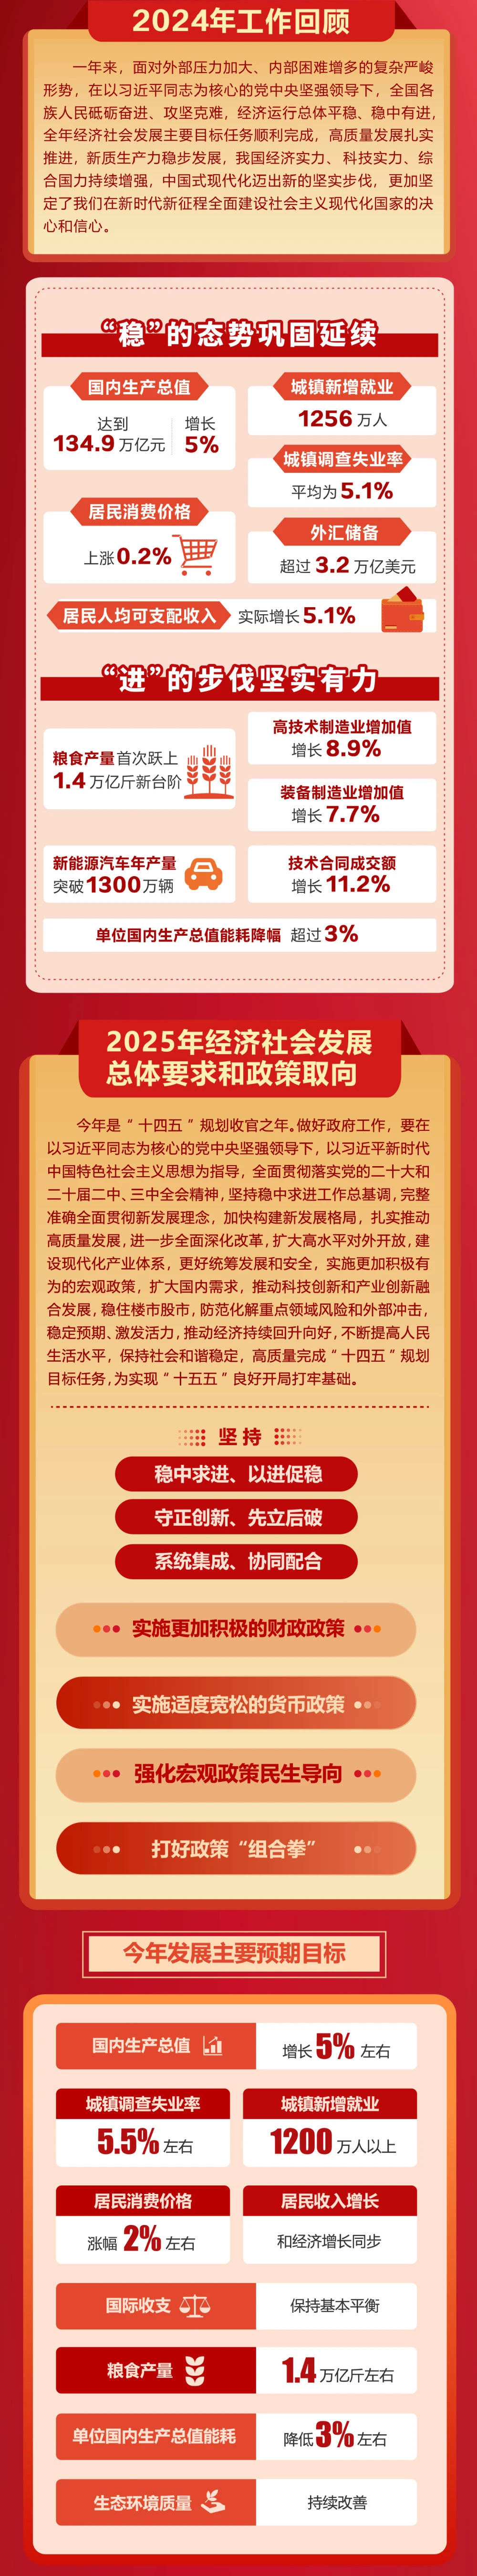 2024年工作回顾
一年来，面对外部压力加大、内部困难增多的复杂严峻
形势，在以习近平同志为核心的党中央坚强领导下，全国各
族人民砥砺奋进、攻坚克难，经济运行总体平稳、稳中有进，
全年经济社会发展主要目标任务顺利完成，高质量发展扎实
推进，新质生产力稳步发展，我国经济实力、科技实力、综
合国力持续增强，中国式现代化迈出新的坚实步伐，更加坚
定了我们在新时代新征程全面建设社会主义现代化国家的决
心和信心。
“稳”的态势巩固延续
国内生产总值
达到
134.9万亿元
增长
5%
城镇新增就业
1256万人
城镇调查失业率
平均为5.1%
居民消费价格
上涨0.2%
外汇储备
超过3.2万亿美元
居民人均可支配收入 实际增长5.1%
“进”的步伐坚实有力
粮食产量首次跃上
1.4万亿斤新台阶
高技术制造业增加值
增长8.9%
装备制造业增加值
增长7.7%
新能源汽车年产量
突破1300万辆
技术合同成交额
增长11.2%
单位国内生产总值能耗降幅 超过3%
2025年经济社会发展
总体要求和政策取向
今年是“十四五”规划收官之年。做好政府工作，要在
以习近平同志为核心的党中央坚强领导下，以习近平新时代
中国特色社会主义思想为指导，全面贯彻落实党的二十大和
二十届二中、三中全会精神，坚持稳中求进工作总基调，完整
准确全面贯彻新发展理念，加快构建新发展格局，扎实推动
高质量发展，进一步全面深化改革，扩大高水平对外开放，建
设现代化产业体系，更好统筹发展和安全，实施更加积极有
为的宏观政策，扩大国内需求，推动科技创新和产业创新融
合发展，稳住楼市股市，防范化解重点领域风险和外部冲击，
稳定预期、激发活力，推动经济持续回升向好，不断提高人民
生活水平，保持社会和谐稳定，高质量完成“十四五”规划
目标任务，为实现“十五五”良好开局打牢基础。
坚持
稳中求进、以进促稳
守正创新、先立后破
系统集成、协同配合
实施更加积极的财政政策
实施适度宽松的货币政策
强化宏观政策民生导向
打好政策“组合拳”
今年发展主要预期目标
国内生产总值 增长5%左右
城镇调查失业率
5.5%左右
城镇新增就业
1200万人以上
居民消费价格
涨幅2%左右
居民收入增长
和经济增长同步
国际收支 保持基本平衡
粮食产量 1.4万亿斤左右
单位国内生产总值能耗 降低3%左右
生态环境质量 持续改善